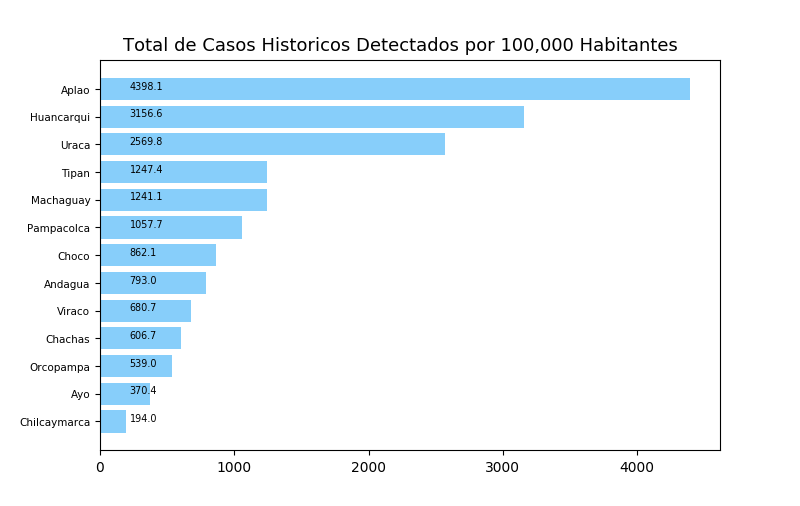 Total de Casos Historicos Detectados por 100,000 Habitantes
Aplao 4398.1
Huancarqui 3156.6
Uraca 2569.8
Tipan 1247.4
Machaguay 1241.1
Pampacolca 1057.7
Choco 862.1
Andagua 793.0
Viraco 680.7
Chachas 606.7
Orcopampa 539.0
Ayo 370.4
Chilcaymarca 194.0
0 1000 2000 3000 4000